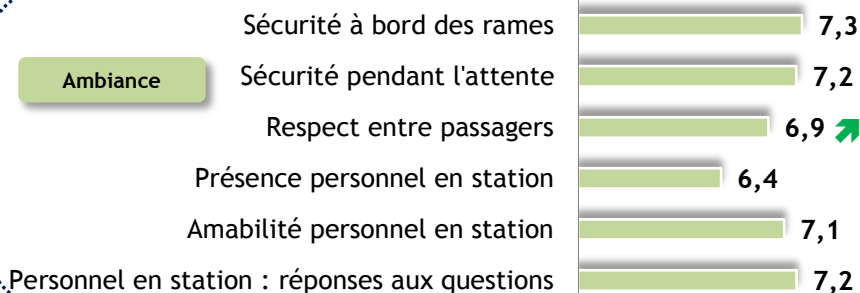 Sécurité à bord des rames 7,3
Ambiance
Sécurité pendant l'attente 7,2
Respect entre passagers 6,9
Présence personnel en station 6,4
Amabilité personnel en station 7,1
Personnel en station : réponses aux questions 7,2